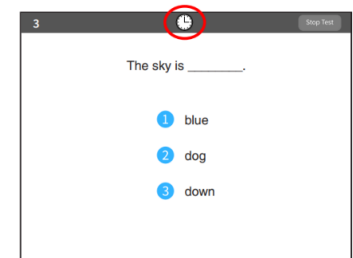 3
Stop Test
The sky is ________.
1 blue
2 dog
3 down